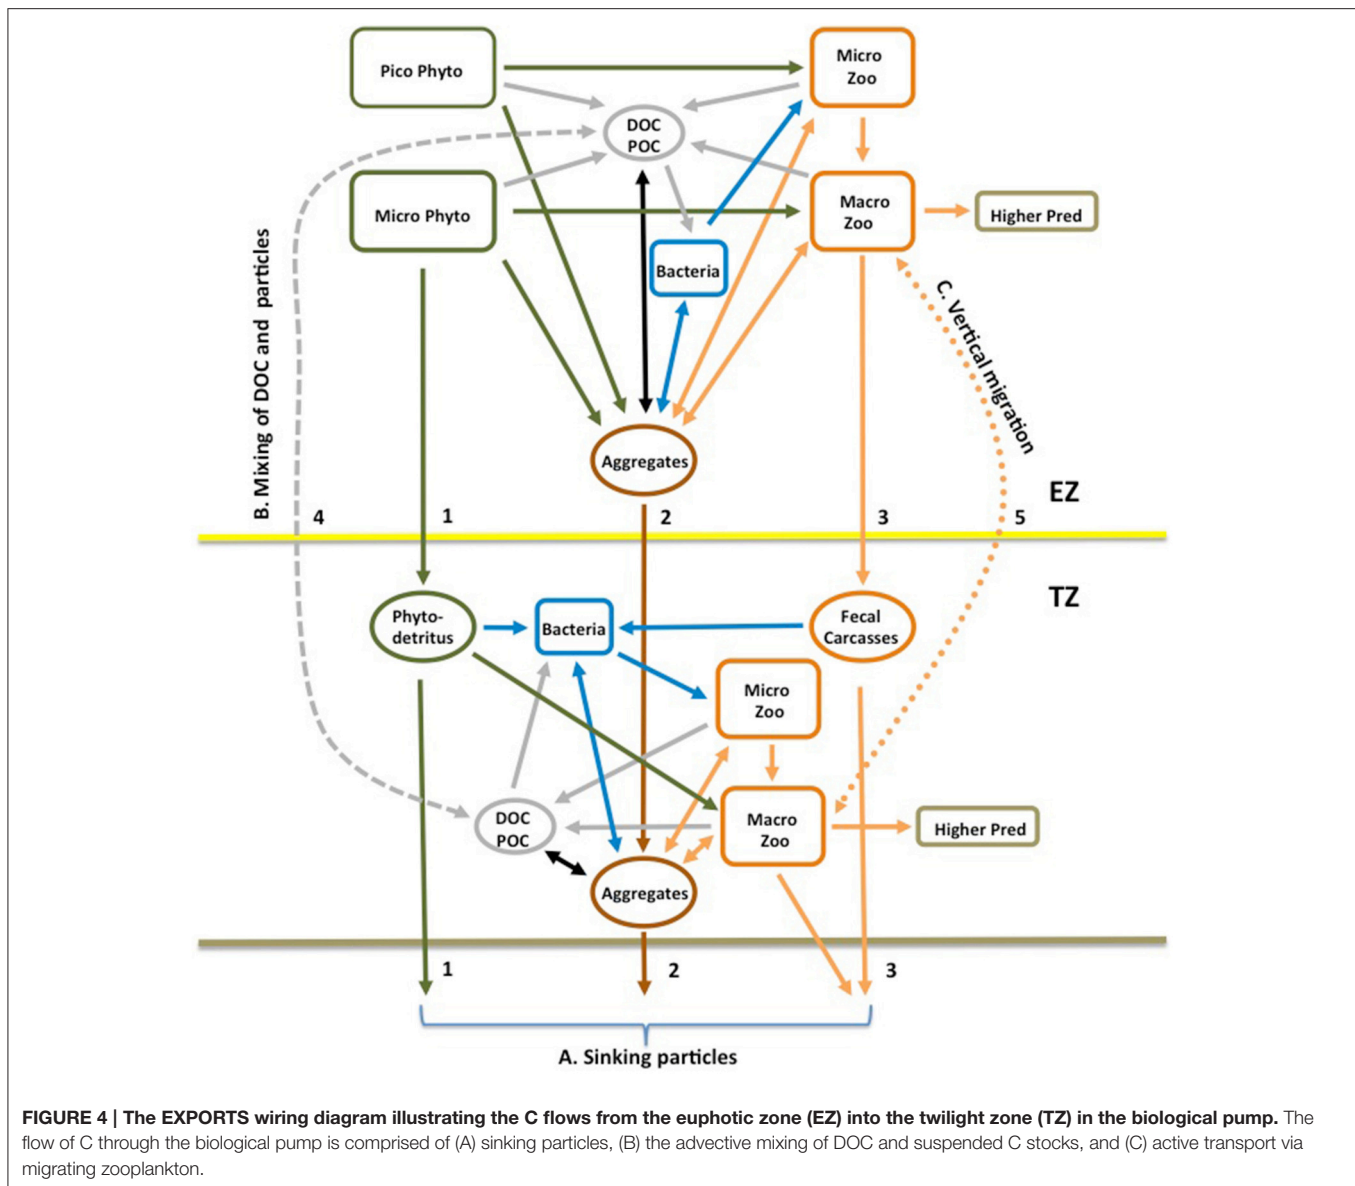 Pico Phyto
Micro
Zoo
DOC
POC
Micro Phyto
Macro
Zoo
Higher Pred
Bacteria
B. Mixing of DOC and particles
C. Vertical migration
Aggregates
EZ
4
1
2
3
5
TZ
Phyto-
detritus
Bacteria
Fecal
Carcasses
Micro
Zoo
DOC
POC
Macro
Zoo
Higher Pred
Aggregates
1
2
3
A. Sinking particles
FIGURE 4 | The EXPORTS wiring diagram illustrating the C flows from the euphotic zone (EZ) into the twilight zone (TZ) in the biological pump. The
flow of C through the biological pump is comprised of (A) sinking particles, (B) the advective mixing of DOC and suspended C stocks, and (C) active transport via
migrating zooplankton.